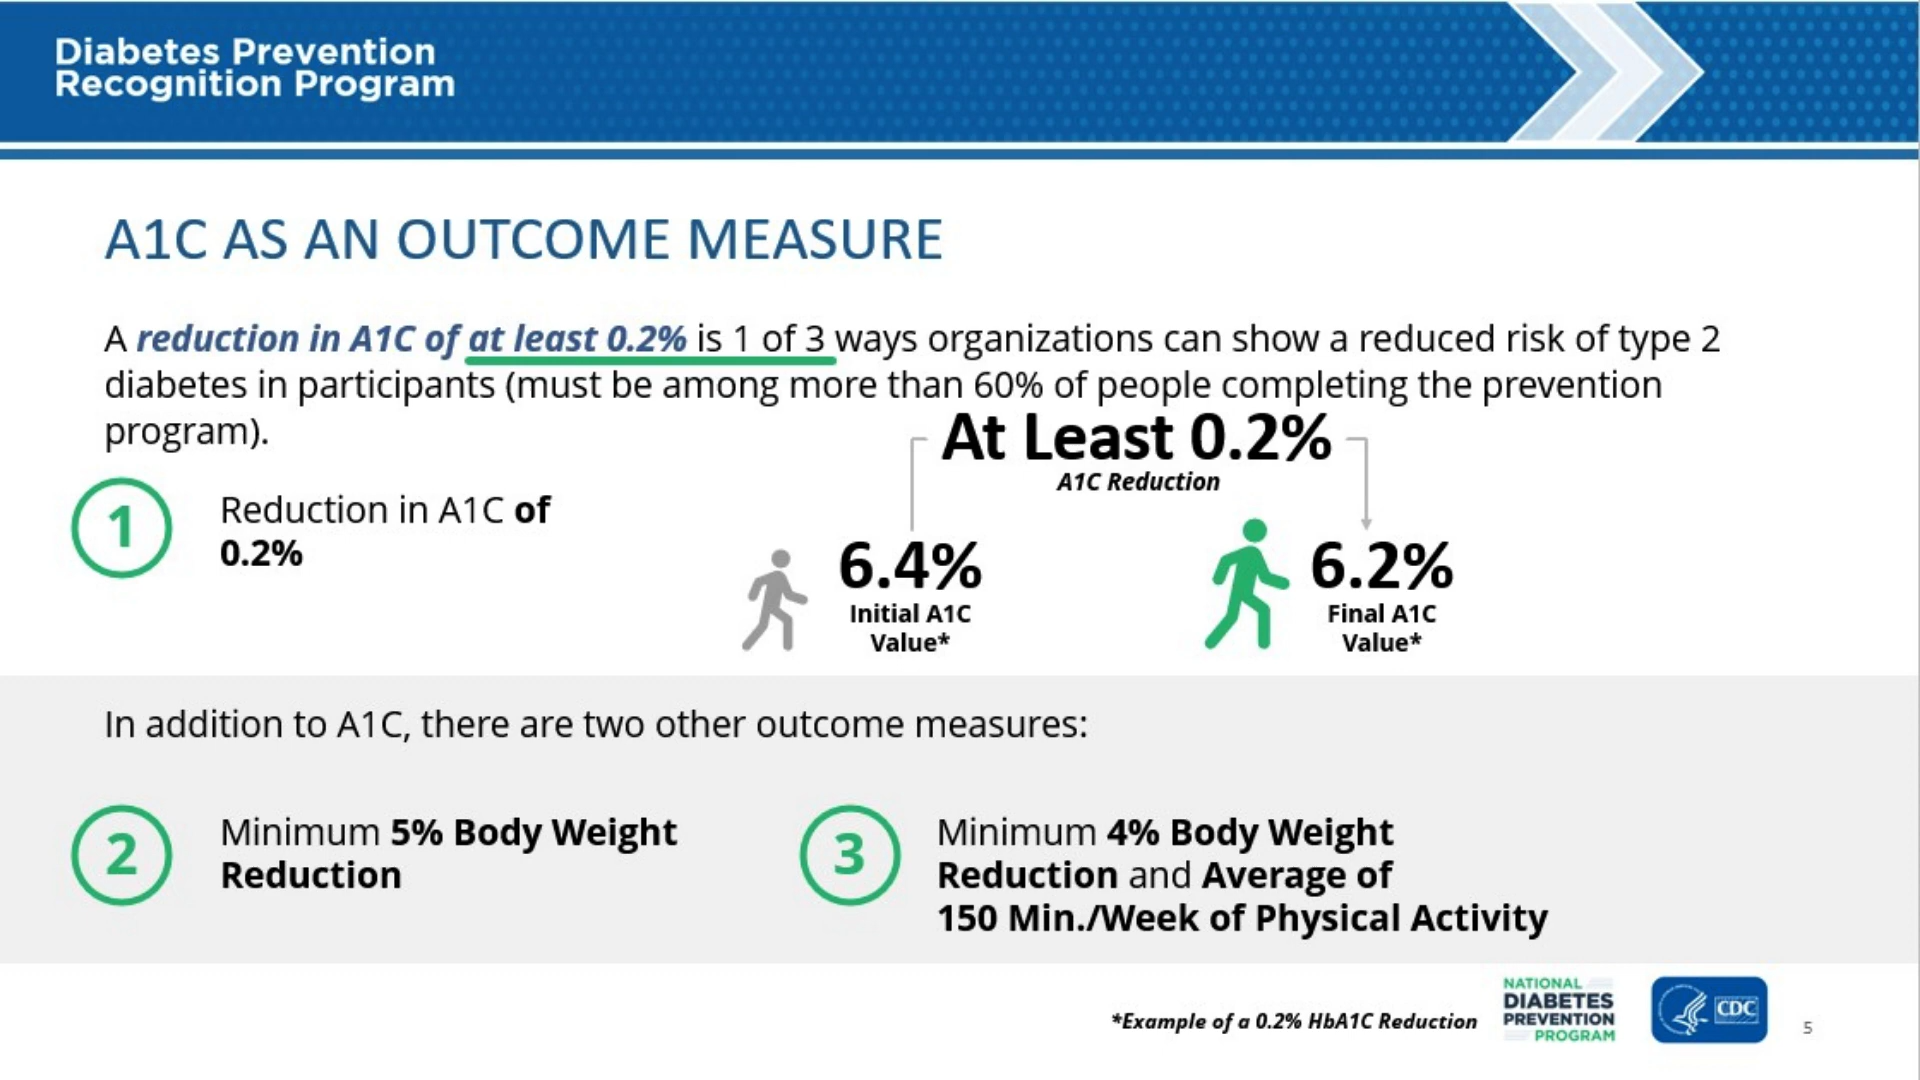 Diabetes Prevention
Recognition Program
A1C AS AN OUTCOME MEASURE
A reduction in A1C of at least 0.2% is 1 of 3 ways organizations can show a reduced risk of type 2
diabetes in participants (must be among more than 60% of people completing the prevention
program).
At Least 0.2%
A1C Reduction
1
Reduction in A1C of
0.2%
6.4%
Initial A1C
Value*
6.2%
Final A1C
Value*
In addition to A1C, there are two other outcome measures:
2
Minimum 5% Body Weight
Reduction
3
Minimum 4% Body Weight
Reduction and Average of
150 Min./Week of Physical Activity
*Example of a 0.2% HbA1C Reduction
NATIONAL
DIABETES
PREVENTION
PROGRAM
CDC
5